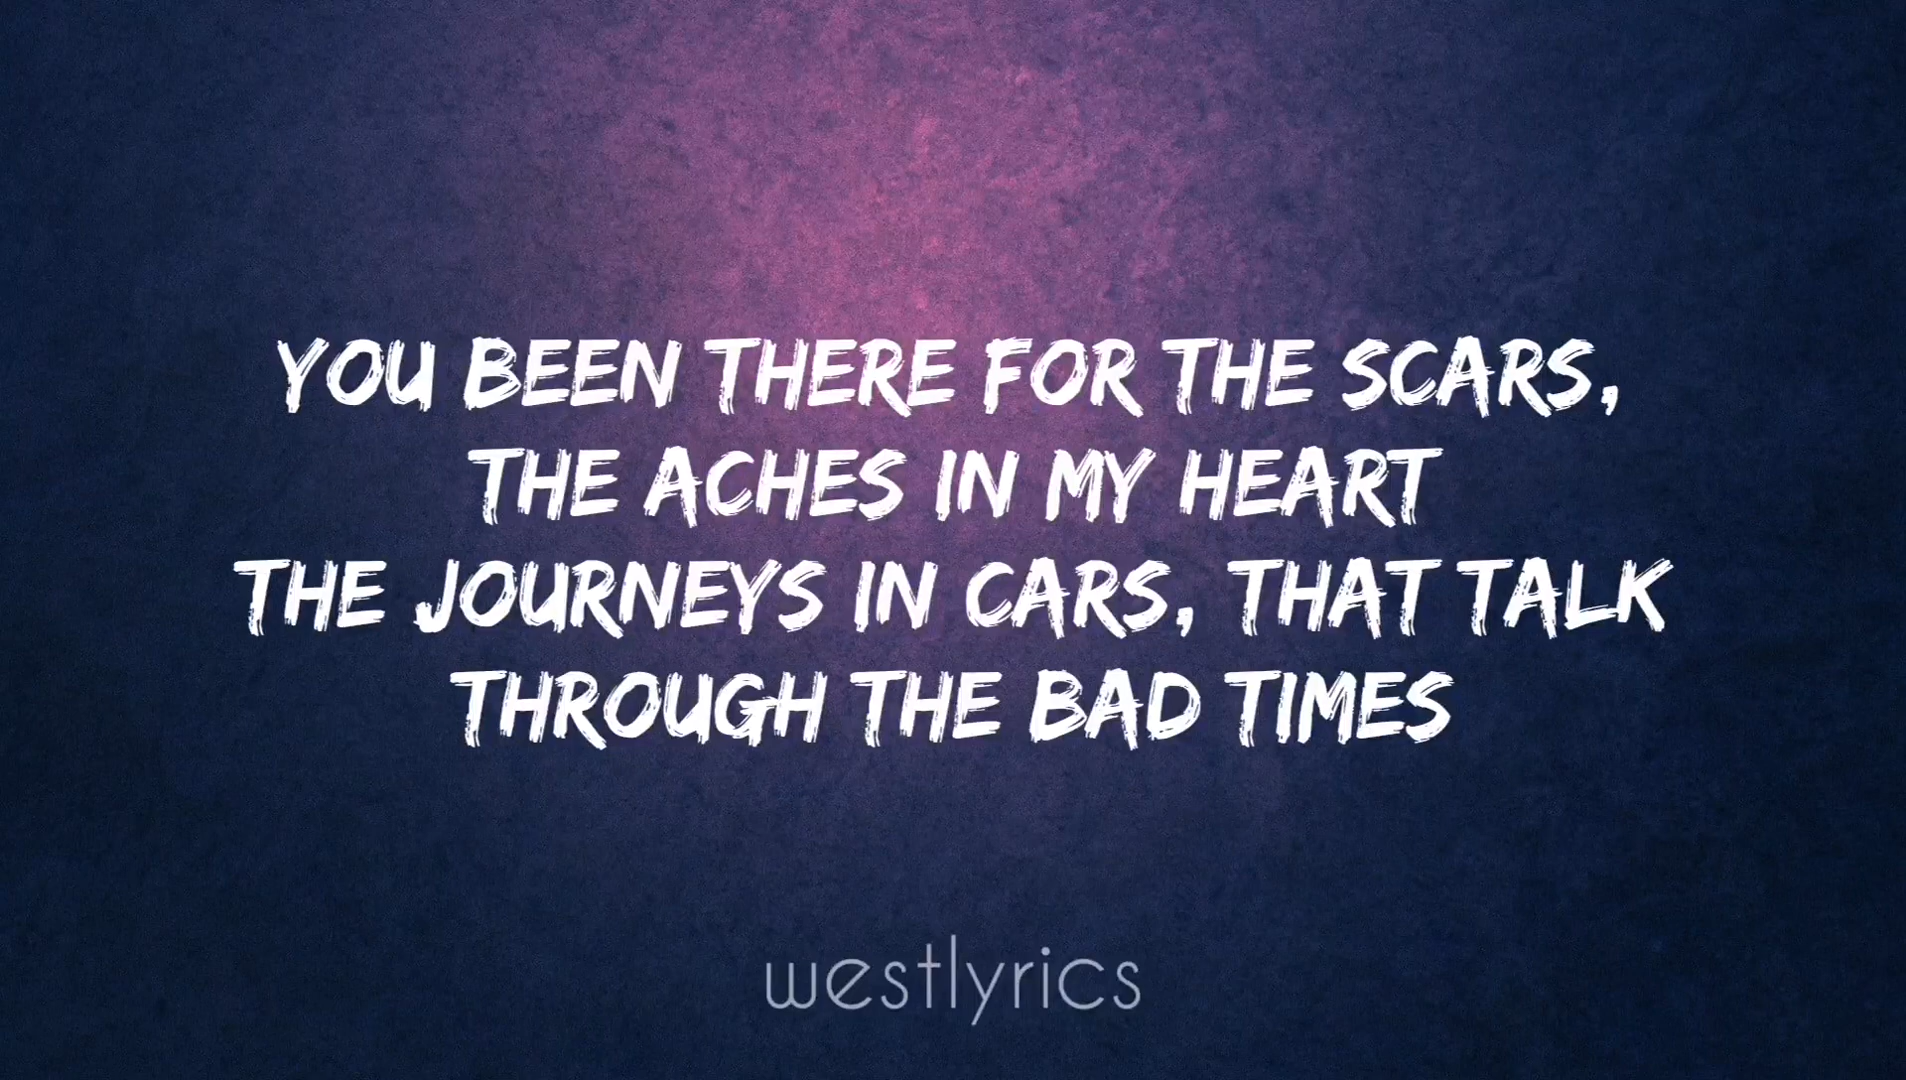 YOU BEEN THERE FOR THE SCARS,
THE ACHES IN MY HEART
THE JOURNEYS IN CARS, THAT TALK
THROUGH THE BAD TIMES
westlyrics